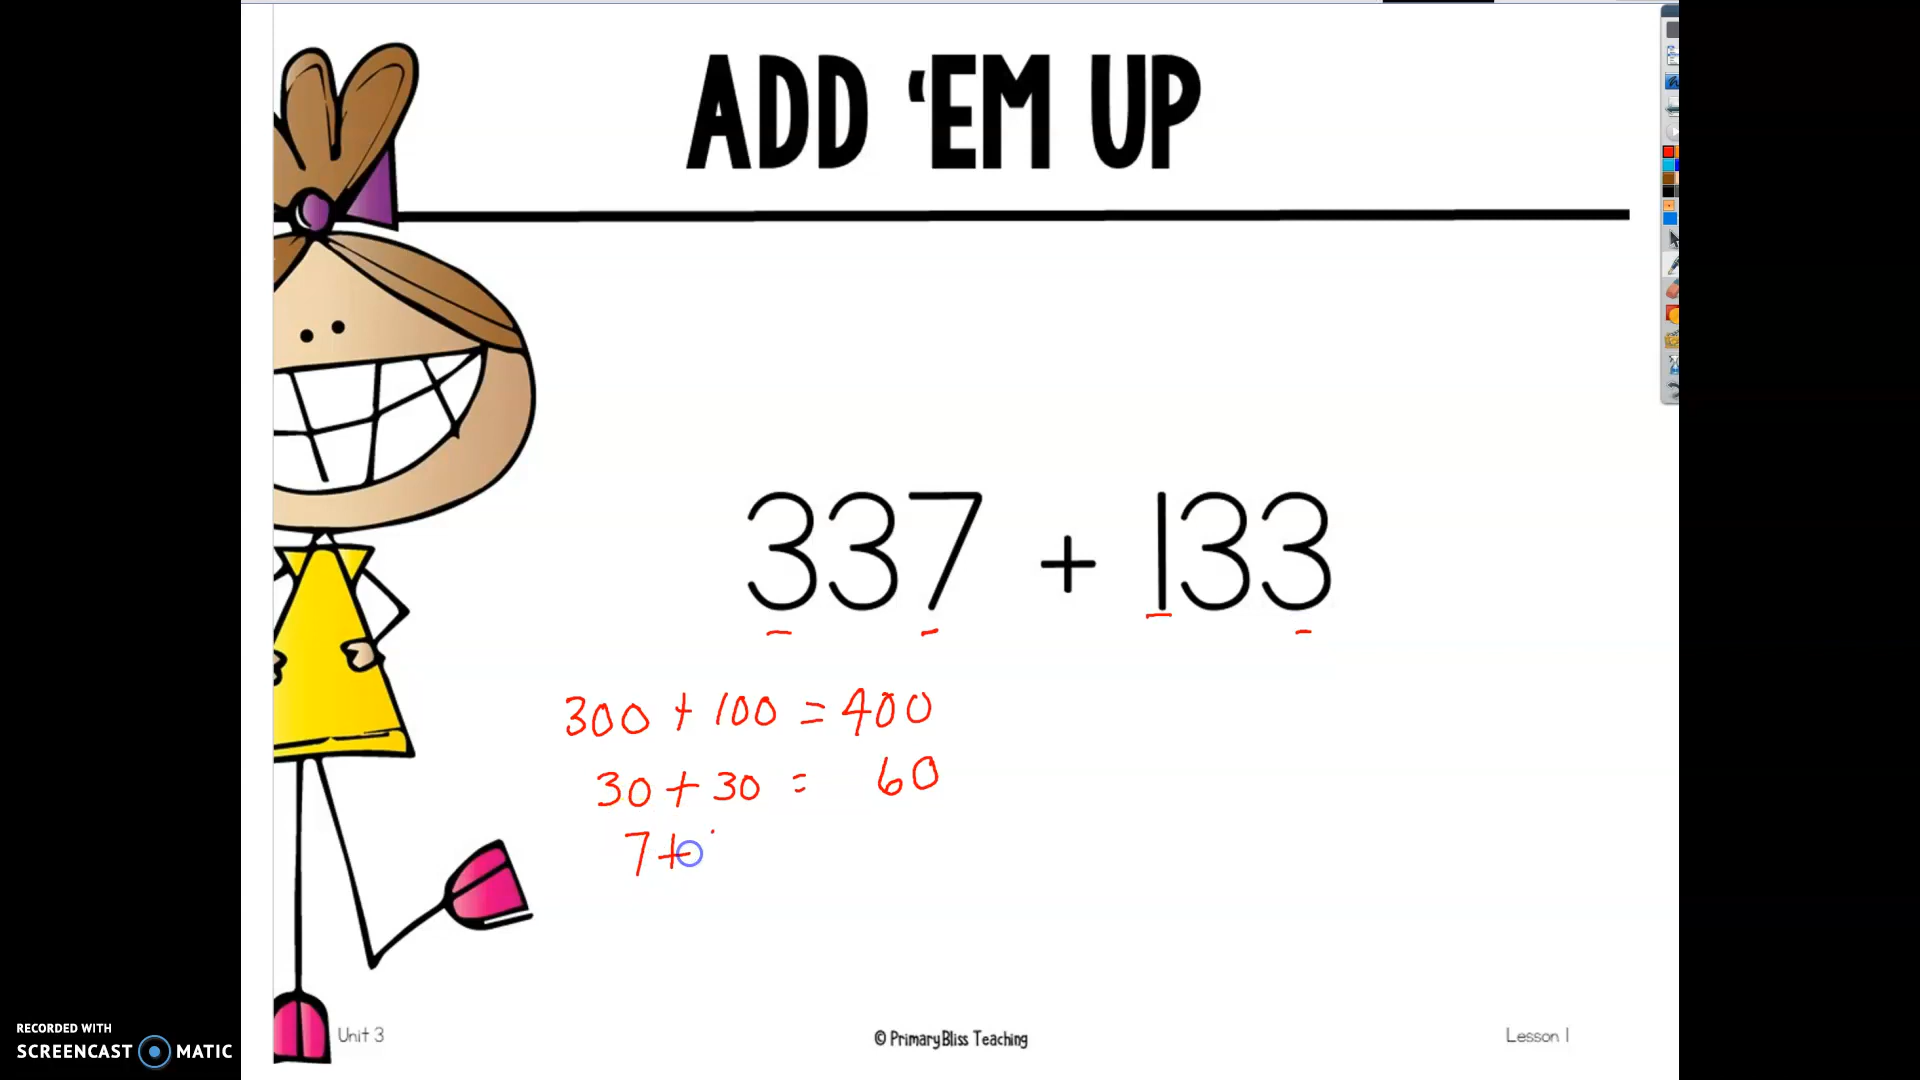 ADD ‘EM UP
337 + 133
300 + 100 = 400
30 + 30 = 60
7 +
Unit 3
© PrimaryBliss Teaching
Lesson 1
RECORDED WITH
SCREENCAST MATIC